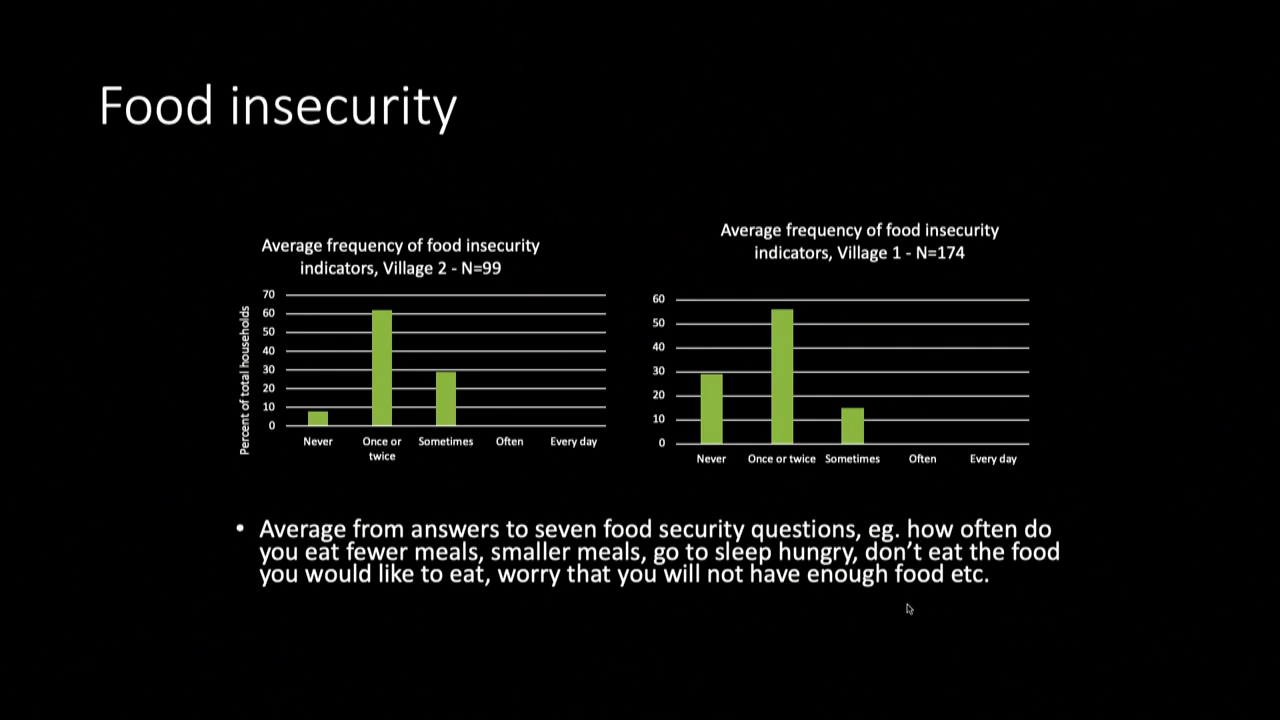 Food insecurity
Average frequency of food insecurity
indicators, Village 2 - N=99
Percent of total households
70
60
50
40
30
20
10
0
Never
Once or
twice
Sometimes
Often
Every day
Average frequency of food insecurity
indicators, Village 1 - N=174
60
50
40
30
20
10
0
Never
Once or twice
Sometimes
Often
Every day
• Average from answers to seven food security questions, eg. how often do
you eat fewer meals, smaller meals, go to sleep hungry, don’t eat the food
you would like to eat, worry that you will not have enough food etc.